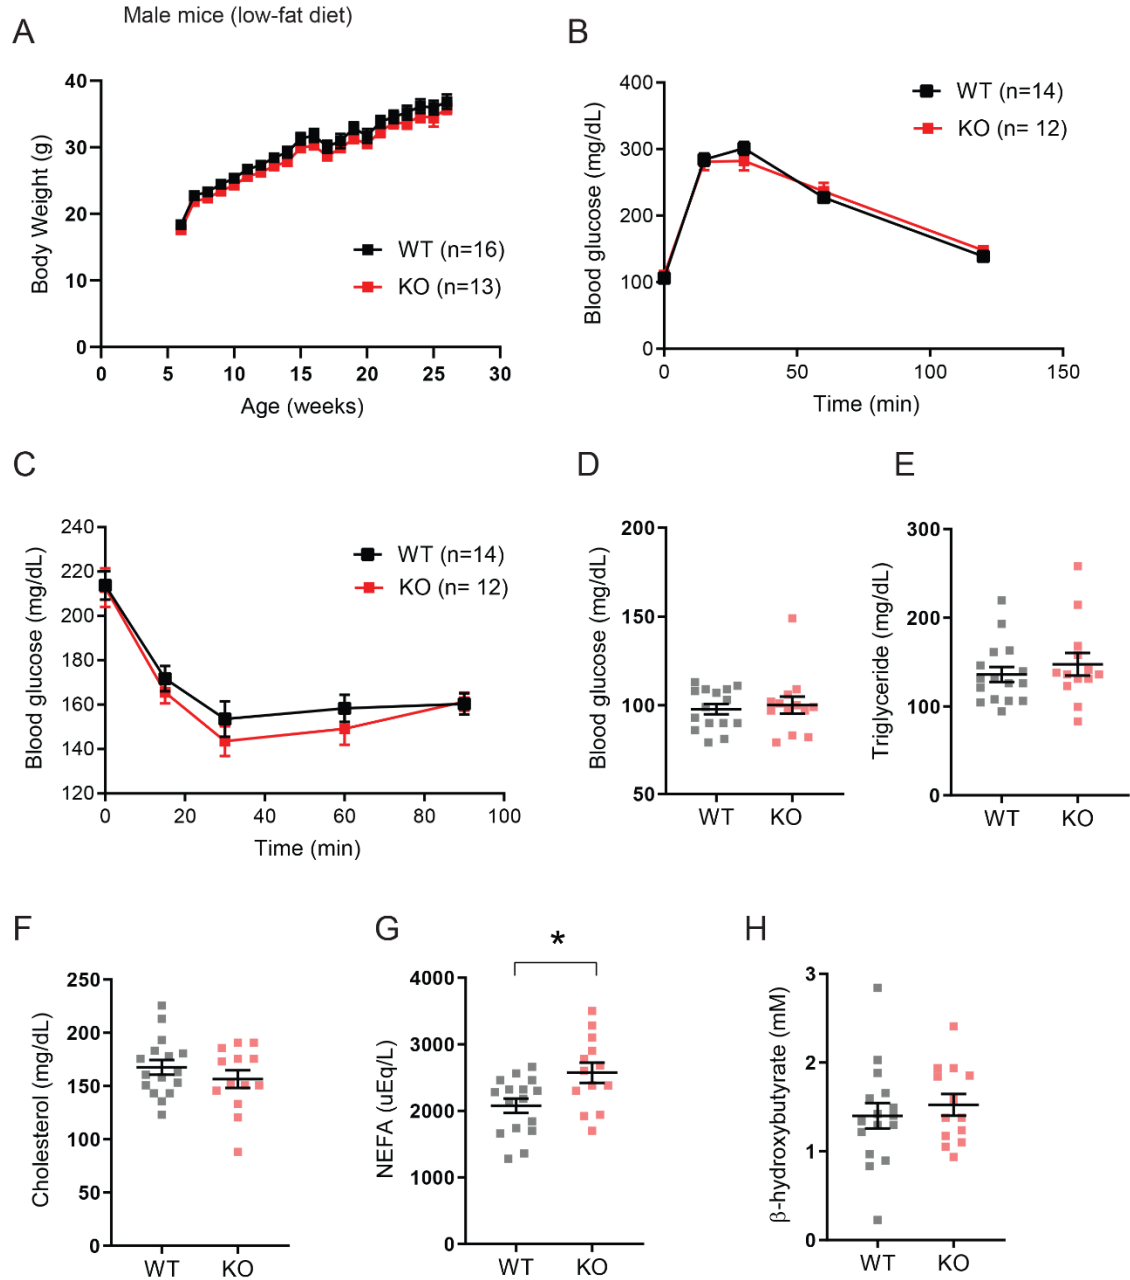 Male mice (low-fat diet)
A
Body Weight (g)
40
30
20
10
0
0 5 10 15 20 25 30
Age (weeks)
WT (n=16)
KO (n=13)
B
Blood glucose (mg/dL)
400
300
200
100
0
0 50 100 150
Time (min)
WT (n=14)
KO (n= 12)
C
Blood glucose (mg/dL)
240
220
200
180
160
140
120
0 20 40 60 80 100
Time (min)
WT (n=14)
KO (n= 12)
D
Blood glucose (mg/dL)
200
150
100
50
WT KO
E
Triglyceride (mg/dL)
300
200
100
0
WT KO
F
Cholesterol (mg/dL)
250
200
150
100
50
0
WT KO
G
NEFA (uEq/L)
4000
3000
2000
1000
0
*
WT KO
H
β-hydroxybutyrate (mM)
3
2
1
0
WT KO